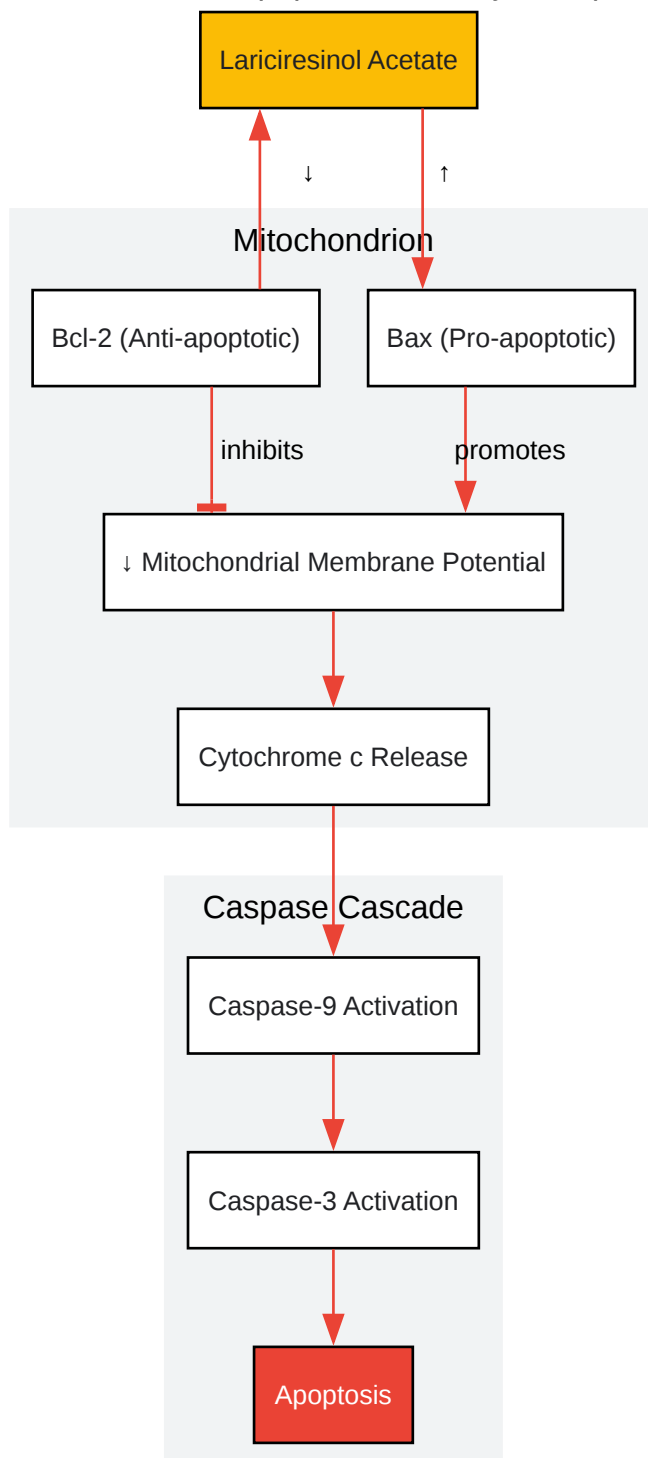 Lariciresinol Acetate
↓ ↑
Mitochondrion
Bcl-2 (Anti-apoptotic) Bax (Pro-apoptotic)
inhibits promotes
↓ Mitochondrial Membrane Potential
Cytochrome c Release
Caspase Cascade
Caspase-9 Activation
Caspase-3 Activation
Apoptosis